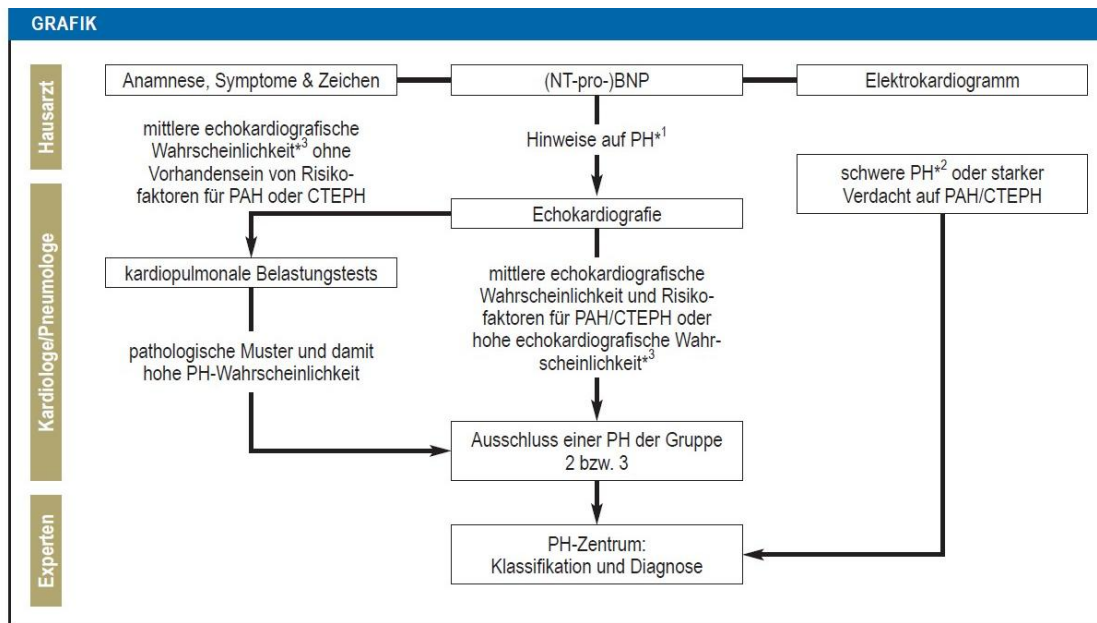 GRAFIK
Hausarzt
Anamnese, Symptome & Zeichen
(NT-pro-)BNP
Elektrokardiogramm
mittlere echokardiografische
Wahrscheinlichkeit*3 ohne
Vorhandensein von Risiko-
faktoren für PAH oder CTEPH
Hinweise auf PH*1
schwere PH*2 oder starker
Verdacht auf PAH/CTEPH
Kardiologe/Pneumologe
Echokardiografie
kardiopulmonale Belastungstests
mittlere echokardiografische
Wahrscheinlichkeit und Risiko-
faktoren für PAH/CTEPH oder
hohe echokardiografische Wahr-
scheinlichkeit*3
pathologische Muster und damit
hohe PH-Wahrscheinlichkeit
Ausschluss einer PH der Gruppe
2 bzw. 3
Experten
PH-Zentrum:
Klassifikation und Diagnose